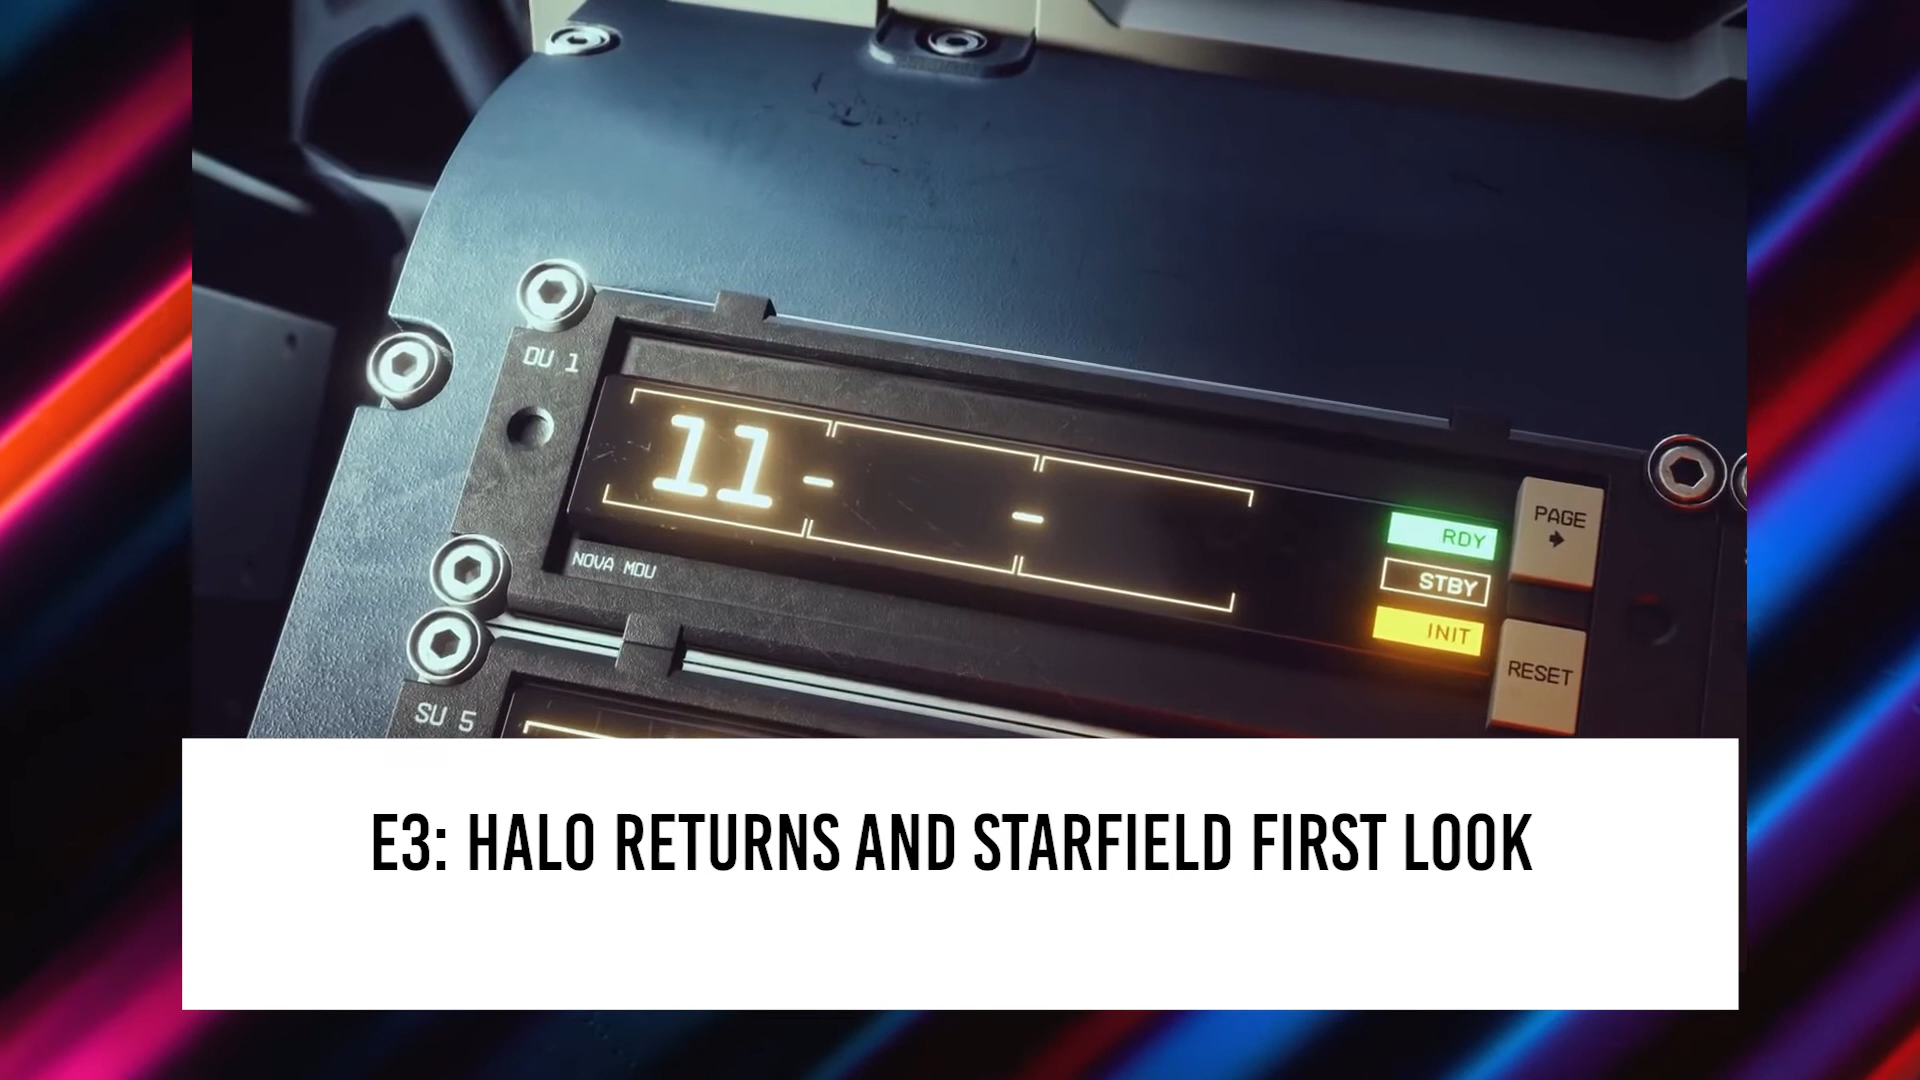 DU 1
11-
-
RDY
PAGE
STBY
INIT
NOVA MDU
RESET
SU 5
E3: HALO RETURNS AND STARFIELD FIRST LOOK